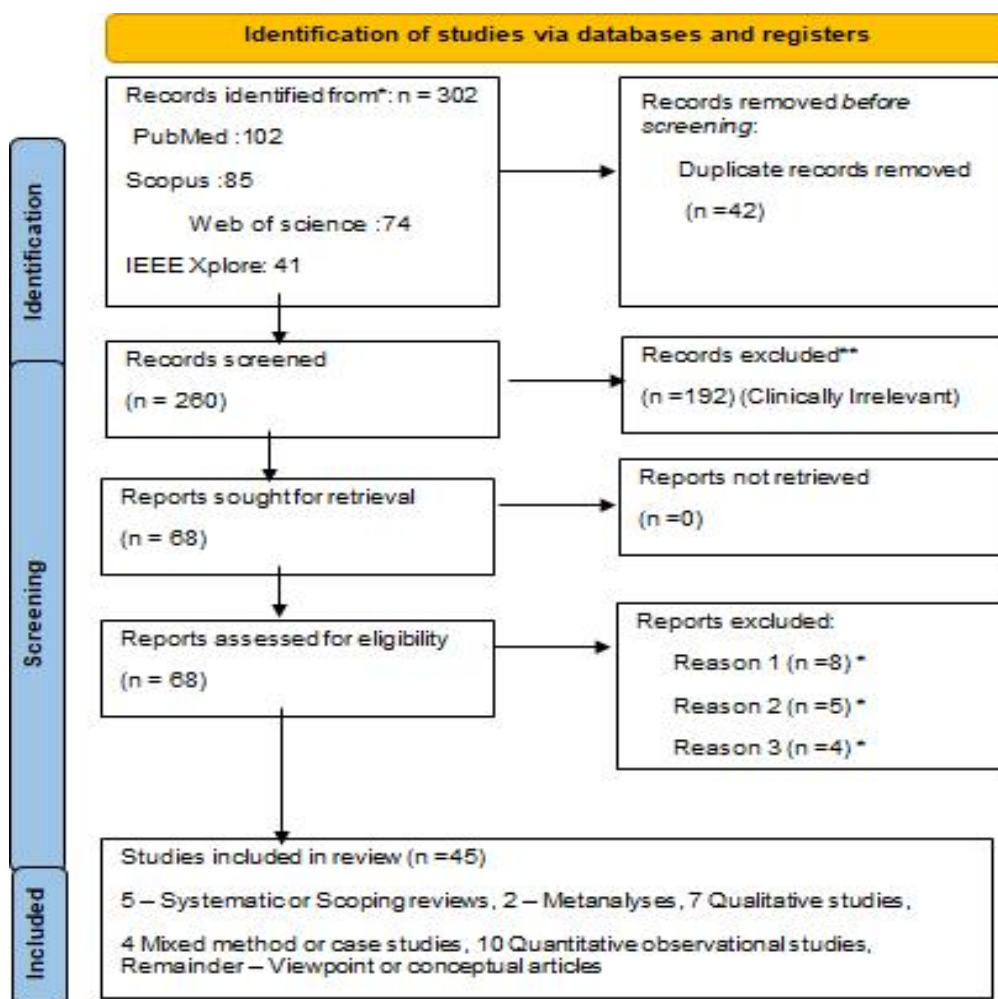 Identification of studies via databases and registers
Identification
Records identified from*: n = 302
PubMed :102
Scopus :85
Web of science :74
IEEE Xplore: 41
Records removed before
screening:
Duplicate records removed
(n =42)
Screening
Records screened
(n = 260)
Records excluded**
(n =192) (Clinically Irrelevant)
Reports sought for retrieval
(n = 68)
Reports not retrieved
(n =0)
Reports assessed for eligibility
(n = 68)
Reports excluded:
Reason 1 (n =8) *
Reason 2 (n =5) *
Reason 3 (n =4) *
Included
Studies included in review (n =45)
5 – Systematic or Scoping reviews, 2 – Metanalyses, 7 Qualitative studies,
4 Mixed method or case studies, 10 Quantitative observational studies,
Remainder – Viewpoint or conceptual articles